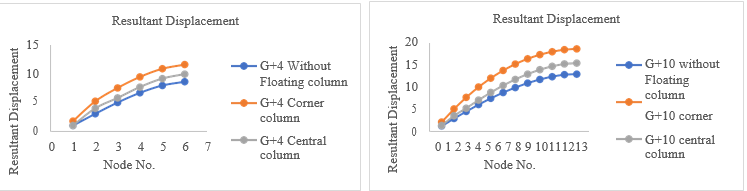 Resultant Displacement
Resultant Displacement
15
10
5
0
0 1 2 3 4 5 6 7
Node No.
G+4 Without
Floating column
G+4 Corner
column
G+4 Central
column
Resultant Displacement
Resultant Displacement
20
15
10
5
0
0 1 2 3 4 5 6 7 8 9 10 11 12 13
Node No.
G+10 without
Floating
column
G+10 corner
G+10 central
column